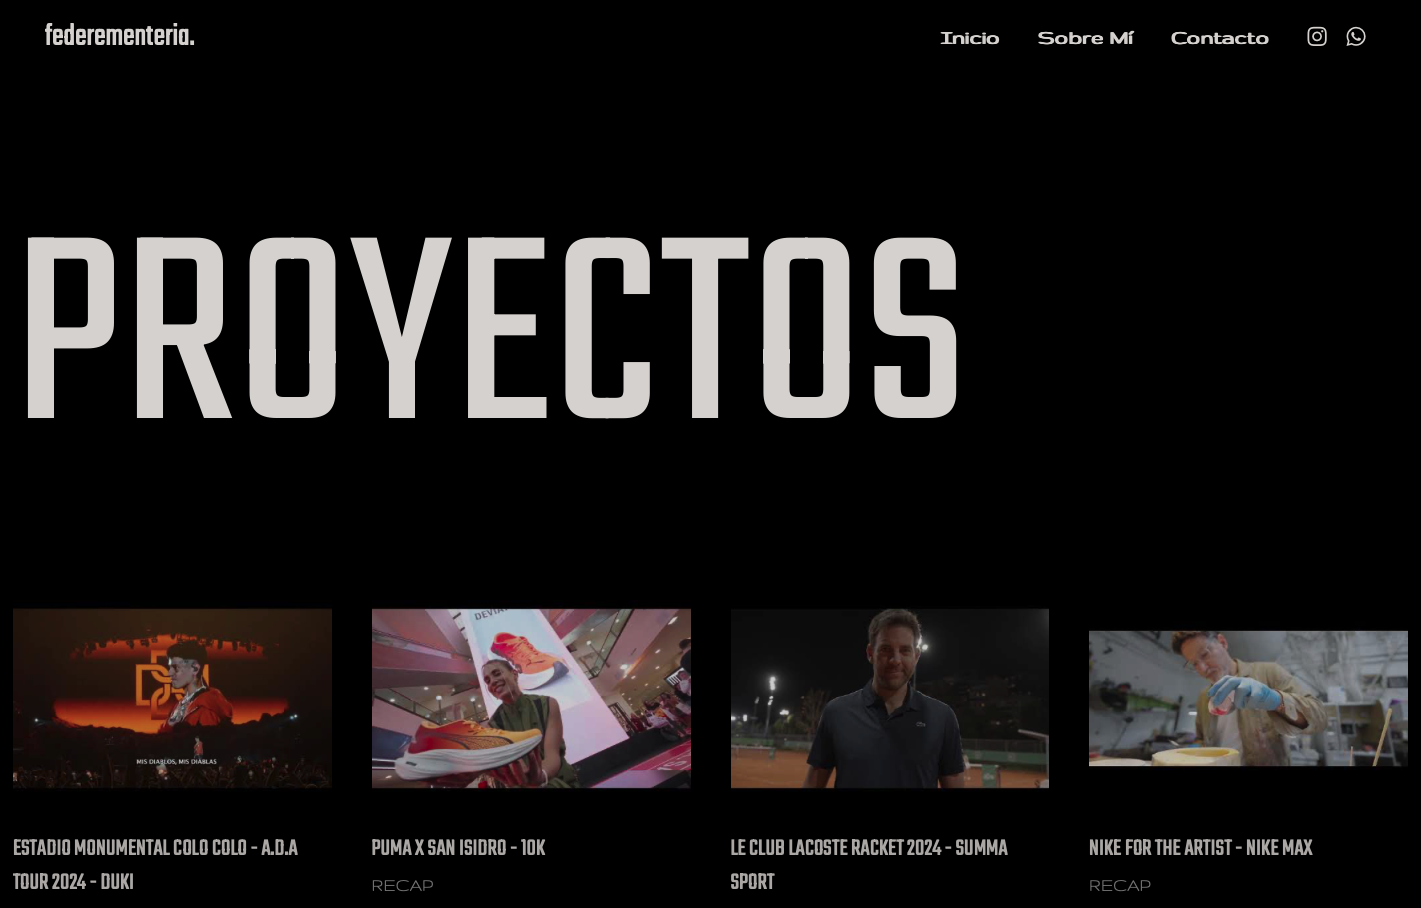 federementeria.
Inicio Sobre Mí Contacto
PROYECTOS
DEVIA
MIS DIABLOS, MIS DIABLAS
ESTADIO MONUMENTAL COLO COLO - A.D.A
TOUR 2024 - DUKI
PUMA X SAN ISIDRO - 10K
RECAP
LE CLUB LACOSTE RACKET 2024 - SUMMA
SPORT
NIKE FOR THE ARTIST - NIKE MAX
RECAP